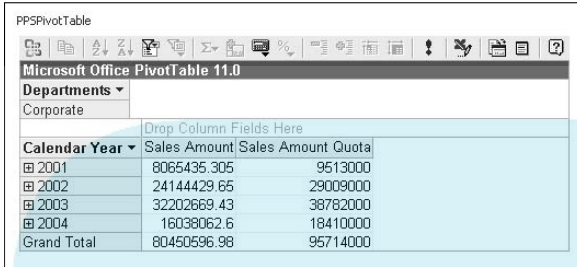 PPSPivotTable
Microsoft Office PivotTable 11.0
Departments
Corporate
Drop Column Fields Here
Calendar Year Sales Amount Sales Amount Quota
2001 8065435.305 9513000
2002 24144429.65 29009000
2003 32202669.43 38782000
2004 16038062.6 18410000
Grand Total 80450596.98 95714000